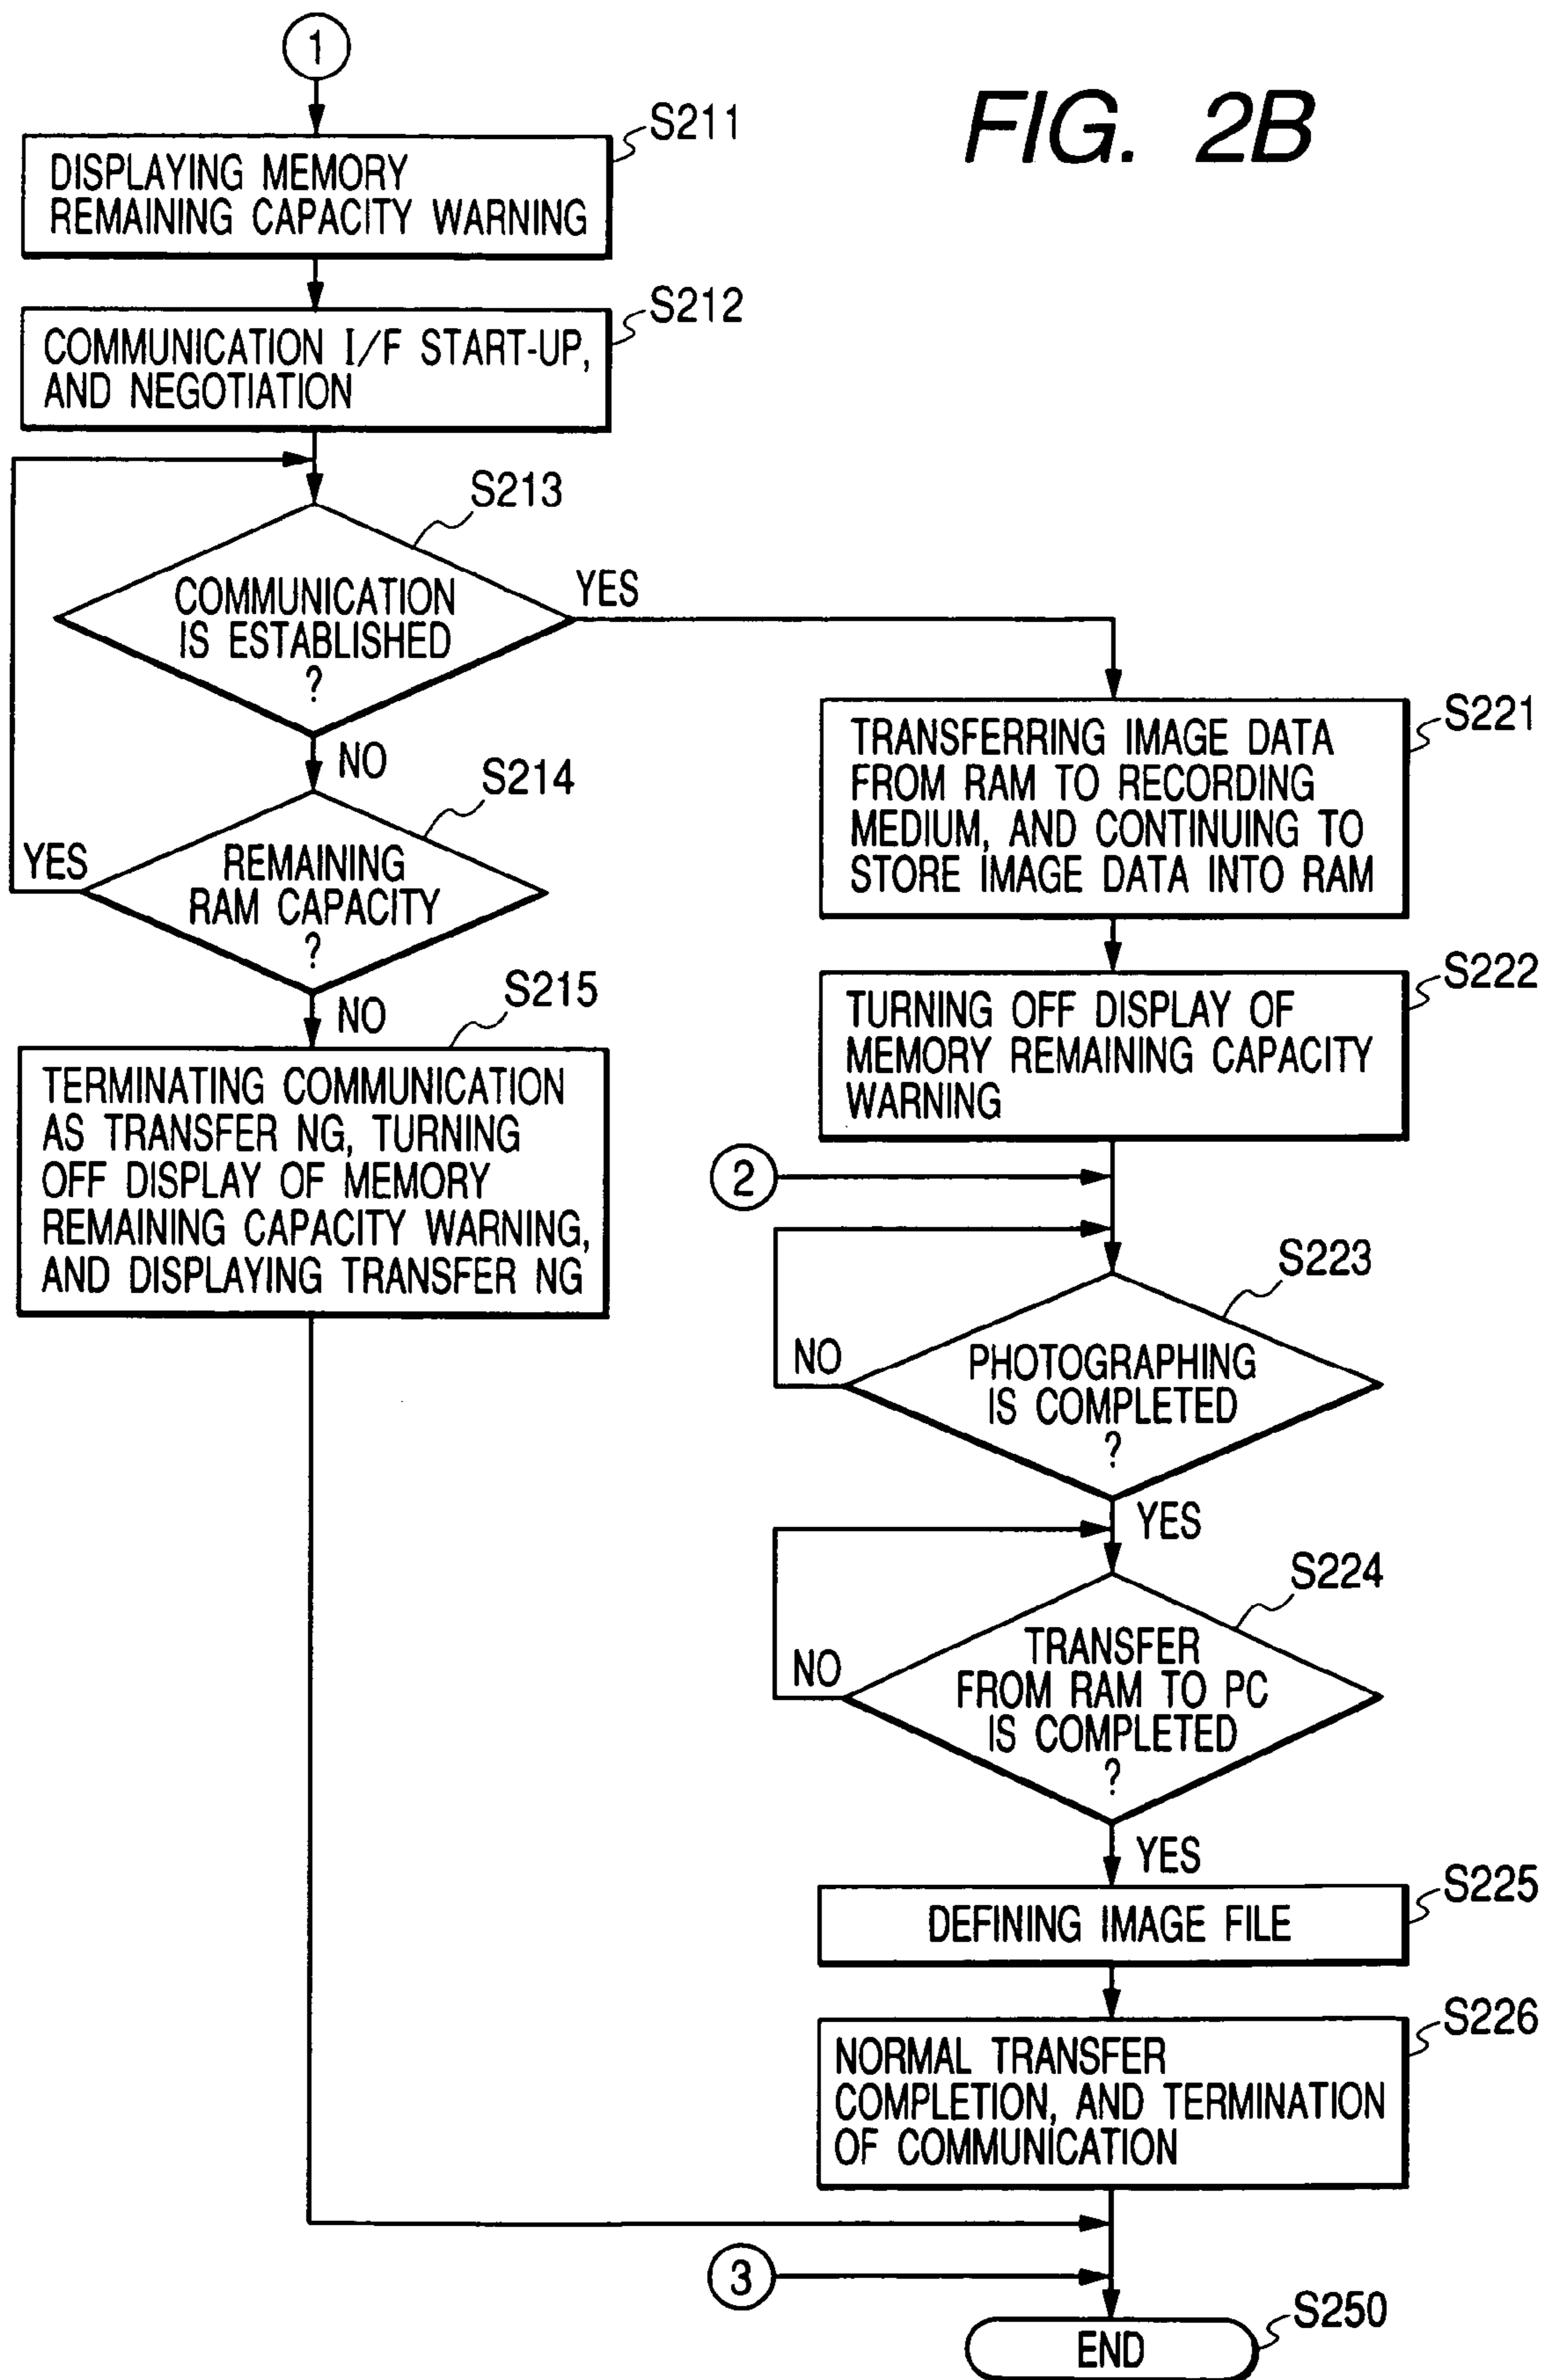 1
FIG. 2B
S211
DISPLAYING MEMORY
REMAINING CAPACITY WARNING
S212
COMMUNICATION I/F START-UP,
AND NEGOTIATION
S213
COMMUNICATION
IS ESTABLISHED
?
YES
NO
S214
REMAINING
RAM CAPACITY
?
YES
NO
S215
TERMINATING COMMUNICATION
AS TRANSFER NG, TURNING
OFF DISPLAY OF MEMORY
REMAINING CAPACITY WARNING,
AND DISPLAYING TRANSFER NG
S221
TRANSFERRING IMAGE DATA
FROM RAM TO RECORDING
MEDIUM, AND CONTINUING TO
STORE IMAGE DATA INTO RAM
S222
TURNING OFF DISPLAY OF
MEMORY REMAINING CAPACITY
WARNING
2
S223
PHOTOGRAPHING
IS COMPLETED
?
NO
YES
S224
TRANSFER
FROM RAM TO PC
IS COMPLETED
?
NO
YES
S225
DEFINING IMAGE FILE
S226
NORMAL TRANSFER
COMPLETION, AND TERMINATION
OF COMMUNICATION
3
S250
END